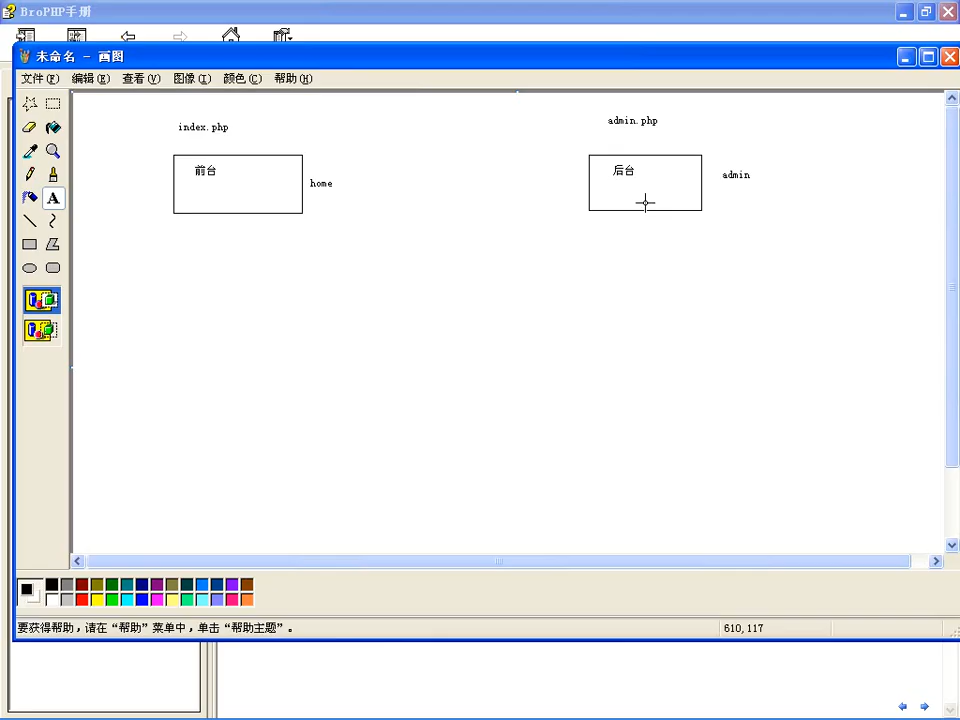 BroPHP手册
未命名 - 画图
文件(F) 编辑(E) 查看(V) 图像(I) 颜色(C) 帮助(H)
index.php
admin.php
前台
home
后台
admin
A
要获得帮助，请在“帮助”菜单中，单击“帮助主题”。
610,117